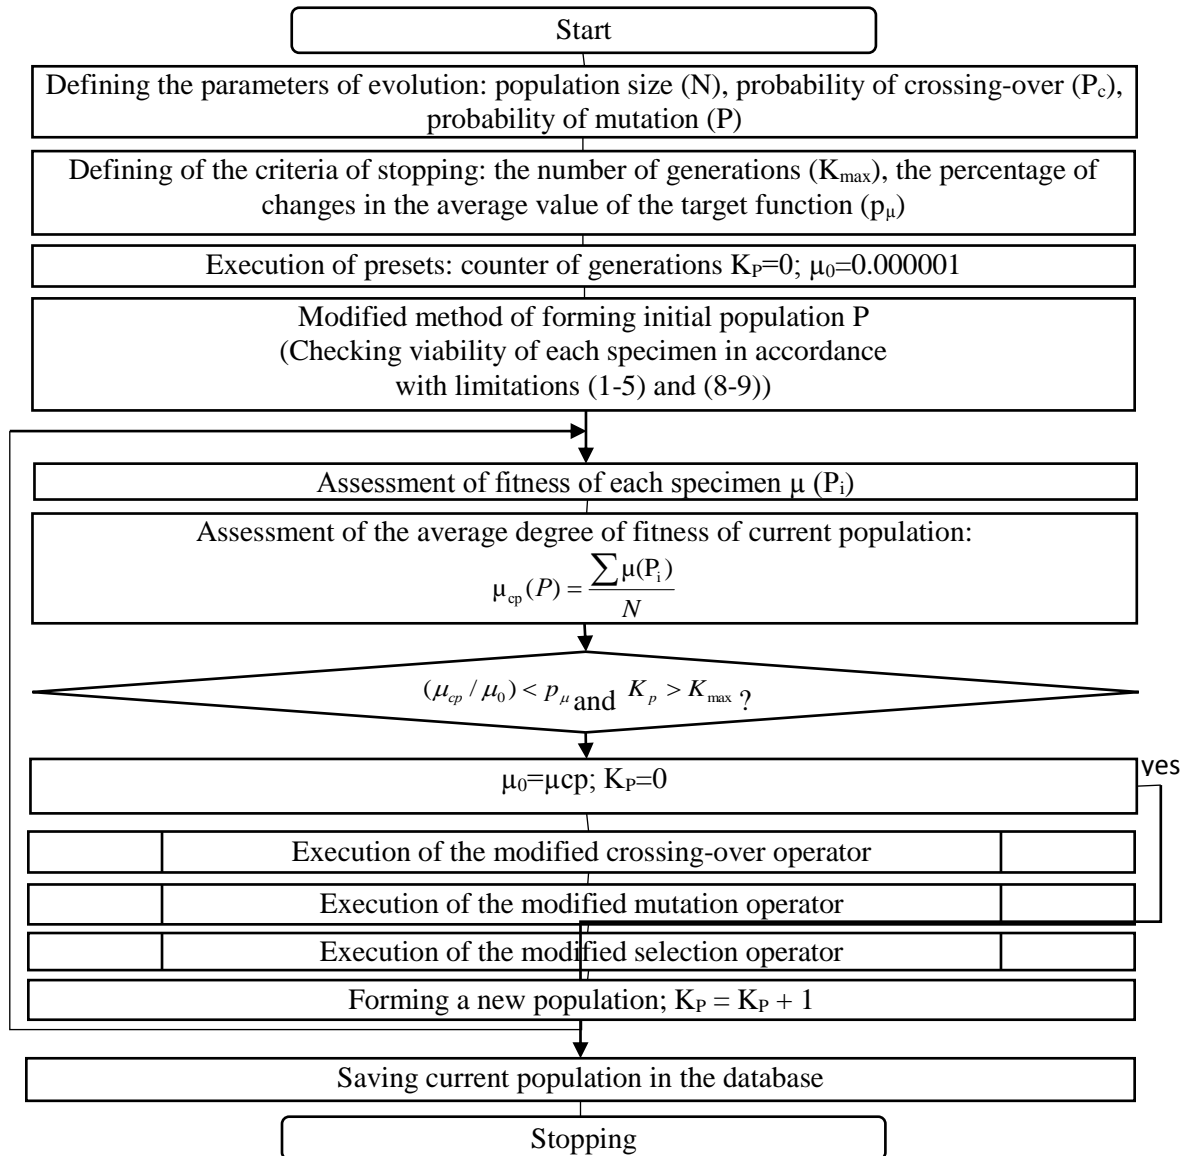 Start
Defining the parameters of evolution: population size (N), probability of crossing-over (Pc),
probability of mutation (P)
Defining of the criteria of stopping: the number of generations (Kmax), the percentage of
changes in the average value of the target function (pμ)
Execution of presets: counter of generations KP=0; μ0=0.000001
Modified method of forming initial population P
(Checking viability of each specimen in accordance
with limitations (1-5) and (8-9))
Assessment of fitness of each specimen μ (Pi)
Assessment of the average degree of fitness of current population:
μcp(P) = ∑μ(Pi) / N
(μcp / μ0) < pμ and Kp > Kmax ?
yes
μ0=μcp; KP=0
Execution of the modified crossing-over operator
Execution of the modified mutation operator
Execution of the modified selection operator
Forming a new population; KP = KP + 1
Saving current population in the database
Stopping